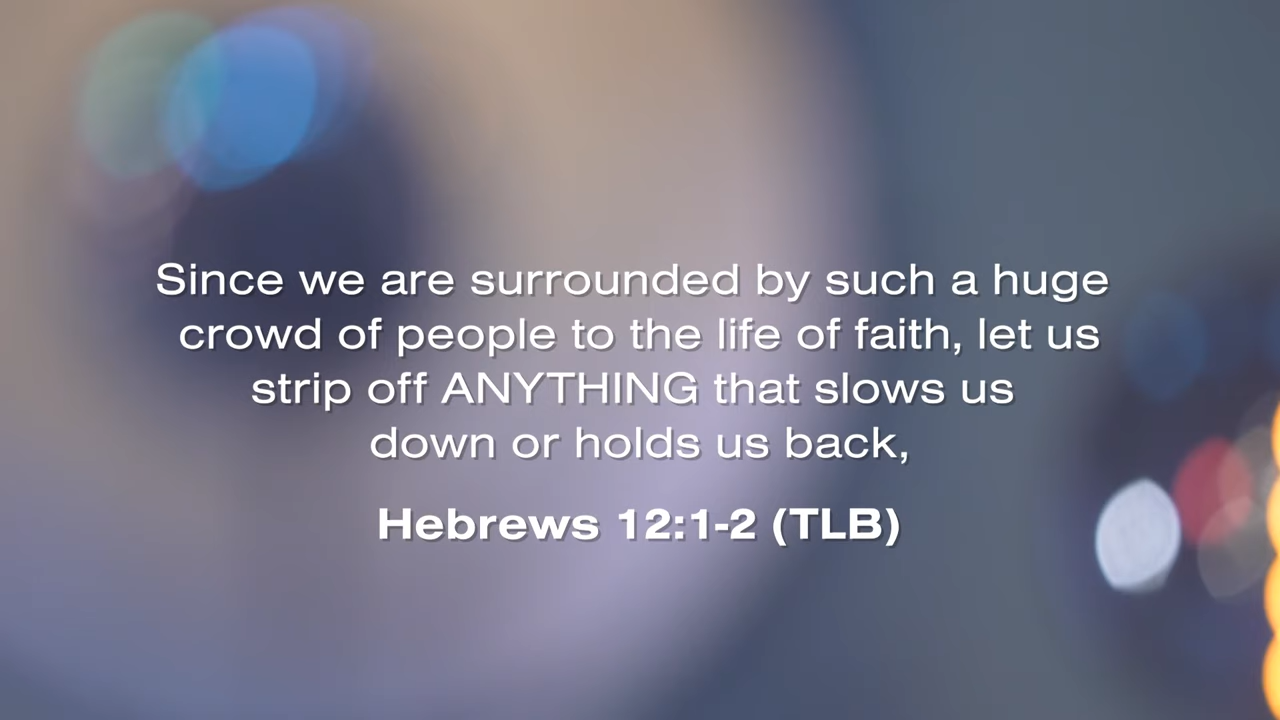 Since we are surrounded by such a huge
crowd of people to the life of faith, let us
strip off ANYTHING that slows us
down or holds us back,
Hebrews 12:1-2 (TLB)